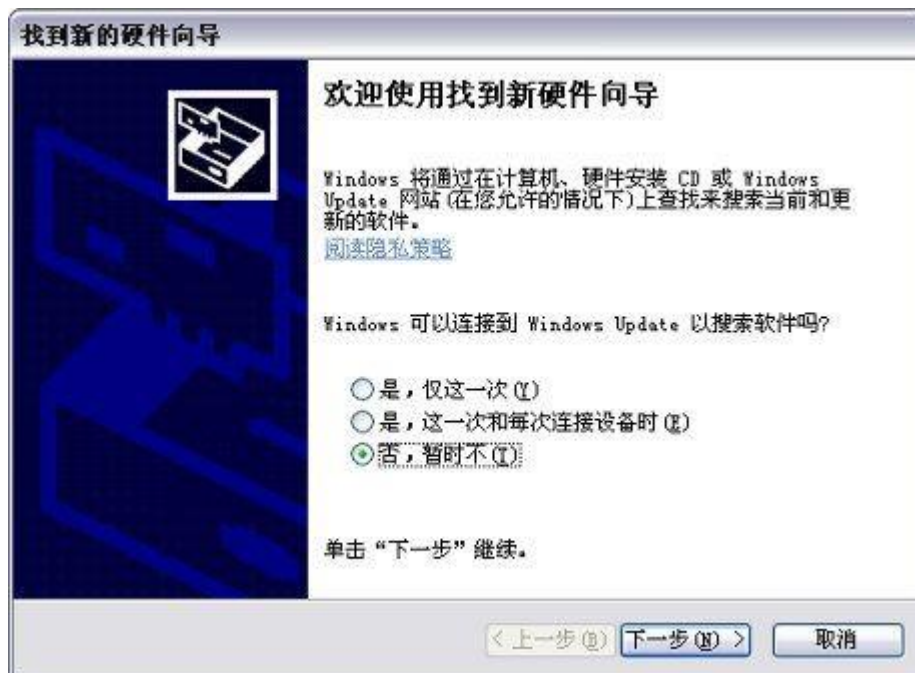 找到新的硬件向导
欢迎使用找到新硬件向导
Windows 将通过在计算机、硬件安装 CD 或 Windows
Update 网站(在您允许的情况下)上查找来搜索当前和更
新的软件。
阅读隐私策略
Windows 可以连接到 Windows Update 以搜索软件吗?
是，仅这一次(Y)
是，这一次和每次连接设备时(E)
否，暂时不(T)
单击“下一步”继续。
< 上一步(B) 下一步(N) > 取消